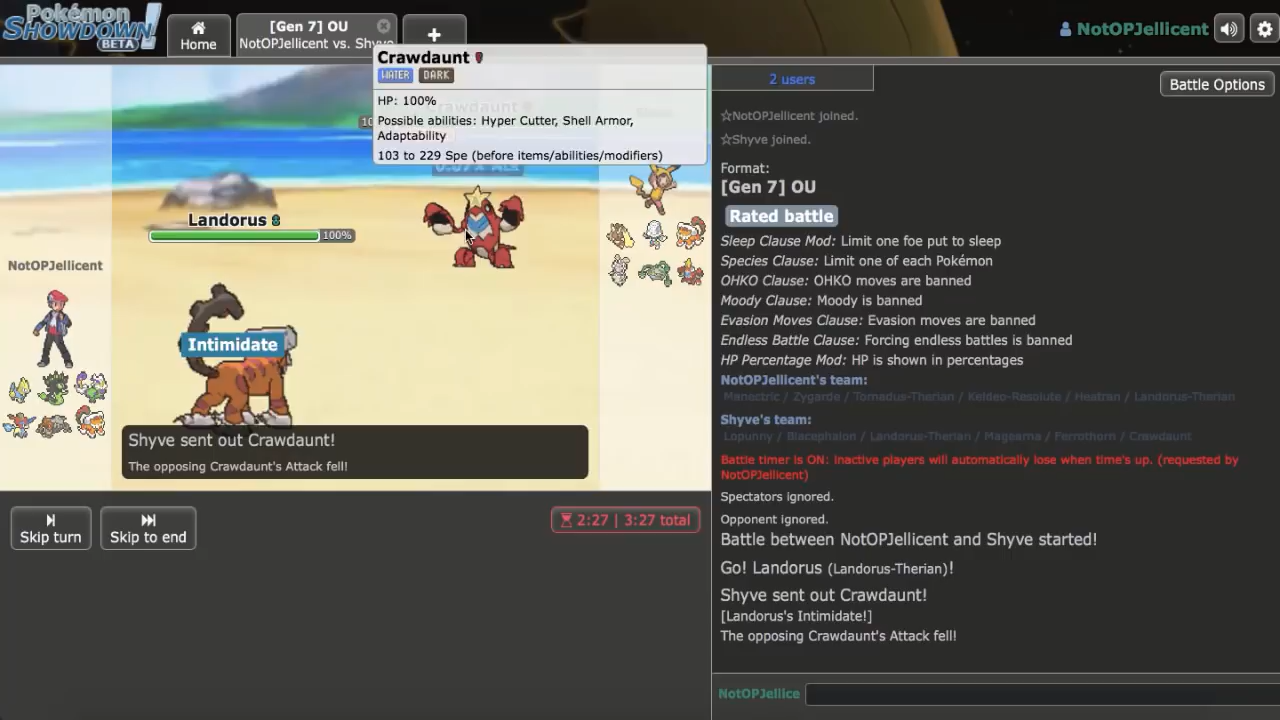 Pokémon
SHOWDOWN!
BETA
Home
[Gen 7] OU
NotOPJellicent vs. Shyve
+
NotOPJellicent
Crawdaunt
WATER DARK
HP: 100%
Possible abilities: Hyper Cutter, Shell Armor,
Adaptability
103 to 229 Spe (before items/abilities/modifiers)
Landorus
100%
NotOPJellicent
Intimidate
Shyve sent out Crawdaunt!
The opposing Crawdaunt's Attack fell!
Skip turn
Skip to end
2:27 | 3:27 total
2 users
Battle Options
☆NotOPJellicent joined.
☆Shyve joined.
Format:
[Gen 7] OU
Rated battle
Sleep Clause Mod: Limit one foe put to sleep
Species Clause: Limit one of each Pokémon
OHKO Clause: OHKO moves are banned
Moody Clause: Moody is banned
Evasion Moves Clause: Evasion moves are banned
Endless Battle Clause: Forcing endless battles is banned
HP Percentage Mod: HP is shown in percentages
NotOPJellicent's team:
Manectric / Zygarde / Tornadus-Therian / Keldeo-Resolute / Heatran / Landorus-Therian
Shyve's team:
Lopunny / Blacephalon / Landorus-Therian / Magearna / Ferrothorn / Crawdaunt
Battle timer is ON: inactive players will automatically lose when time's up. (requested by
NotOPJellicent)
Spectators ignored.
Opponent ignored.
Battle between NotOPJellicent and Shyve started!
Go! Landorus (Landorus-Therian)!
Shyve sent out Crawdaunt!
[Landorus's Intimidate!]
The opposing Crawdaunt's Attack fell!
NotOPJellice